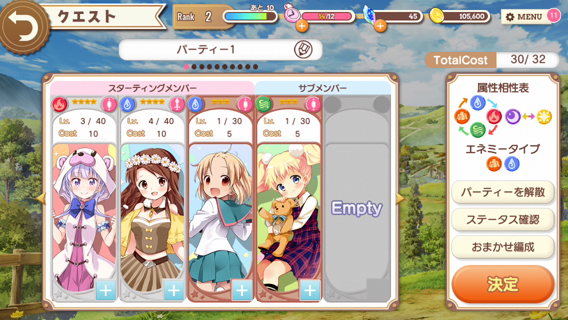 クエスト
Rank 2
あと 10
11/12
45
105,600
MENU
11
パーティー1
TotalCost 30/ 32
スターティングメンバー
サブメンバー
Lv. 3 / 40
Cost 10
Lv. 4 / 40
Cost 10
Lv. 1 / 30
Cost 5
Lv. 1 / 30
Cost 5
Empty
属性相性表
エネミータイプ
パーティーを解散
ステータス確認
おまかせ編成
決定